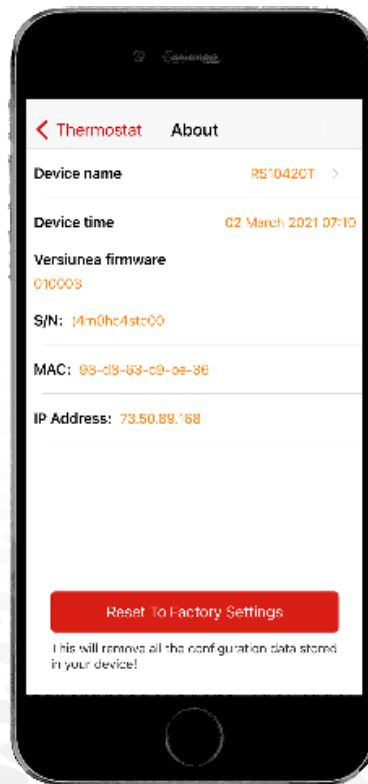 Thermostat About
Device name RS10420T
Device time 02 March 2021 07:10
Versiunea firmware
010003
S/N:
MAC: 98-d8-63-c9-be-36
IP Address: 73.50.89.168
Reset To Factory Settings
This will remove all the configuration data stored
in your device!